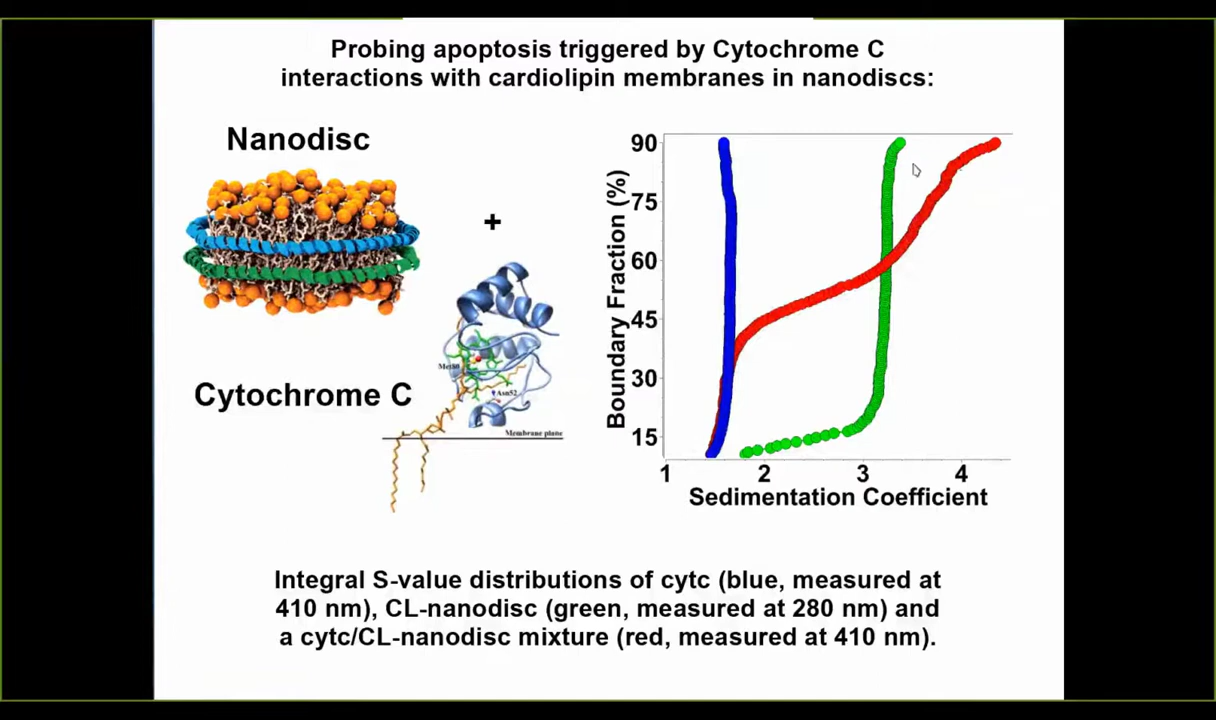 Probing apoptosis triggered by Cytochrome C
interactions with cardiolipin membranes in nanodiscs:
Nanodisc
+
Cytochrome C
Met80
Asn52
Membrane plane
Boundary Fraction (%)
90
75
60
45
30
15
1 2 3 4
Sedimentation Coefficient
Integral S-value distributions of cytc (blue, measured at
410 nm), CL-nanodisc (green, measured at 280 nm) and
a cytc/CL-nanodisc mixture (red, measured at 410 nm).